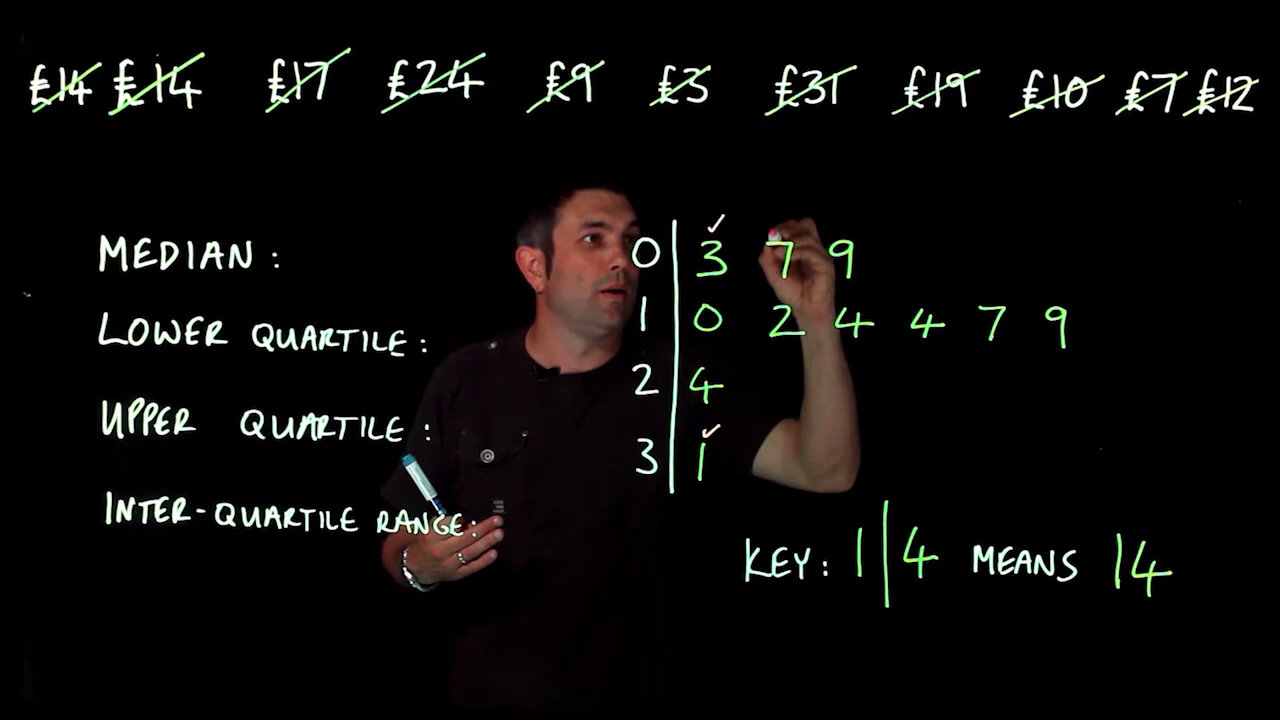 £14 £14 £17 £24 £9 £3 £31 £19 £10 £7 £12
MEDIAN:
LOWER QUARTILE:
UPPER QUARTILE:
INTER-QUARTILE RANGE:
0 | 3 7 9
1 | 0 2 4 4 7 9
2 | 4
3 | 1
KEY: 1 | 4 MEANS 14